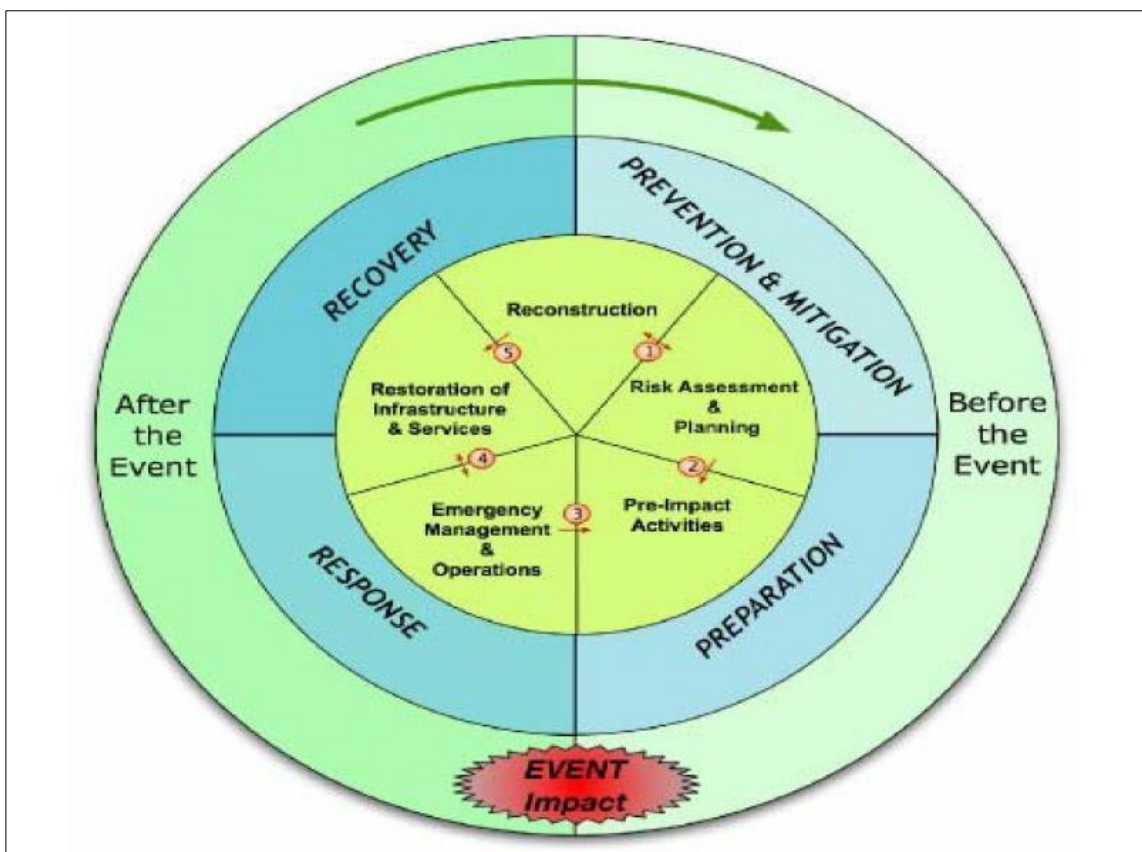 PREVENTION & MITIGATION
RECOVERY
Reconstruction
5
1
Restoration of
Infrastructure
& Services
Risk Assessment
&
Planning
After
the
Event
Before
the
Event
4
2
Emergency
Management
&
Operations
3
Pre-Impact
Activities
RESPONSE
PREPARATION
EVENT
Impact